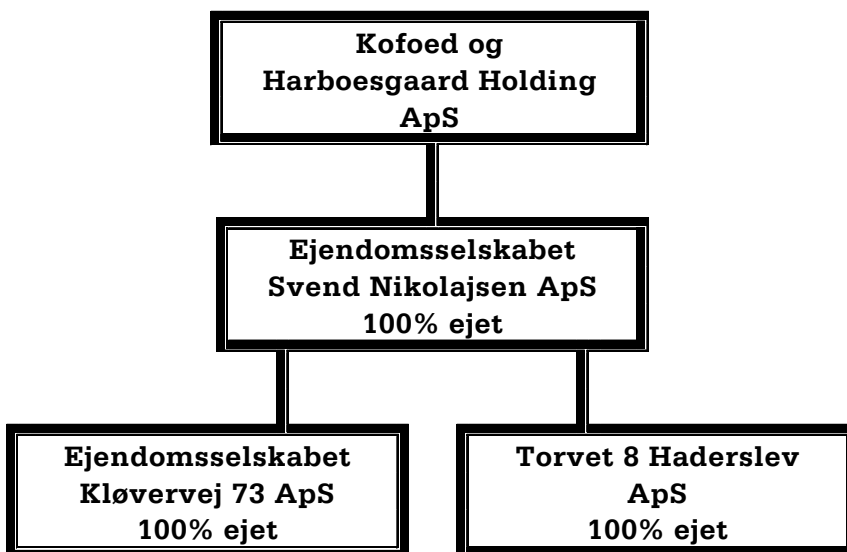 Kofoed og
Harboesgaard Holding
ApS
Ejendomsselskabet
Svend Nikolajsen ApS
100% ejet
Ejendomsselskabet
Kløvervej 73 ApS
100% ejet
Torvet 8 Haderslev
ApS
100% ejet